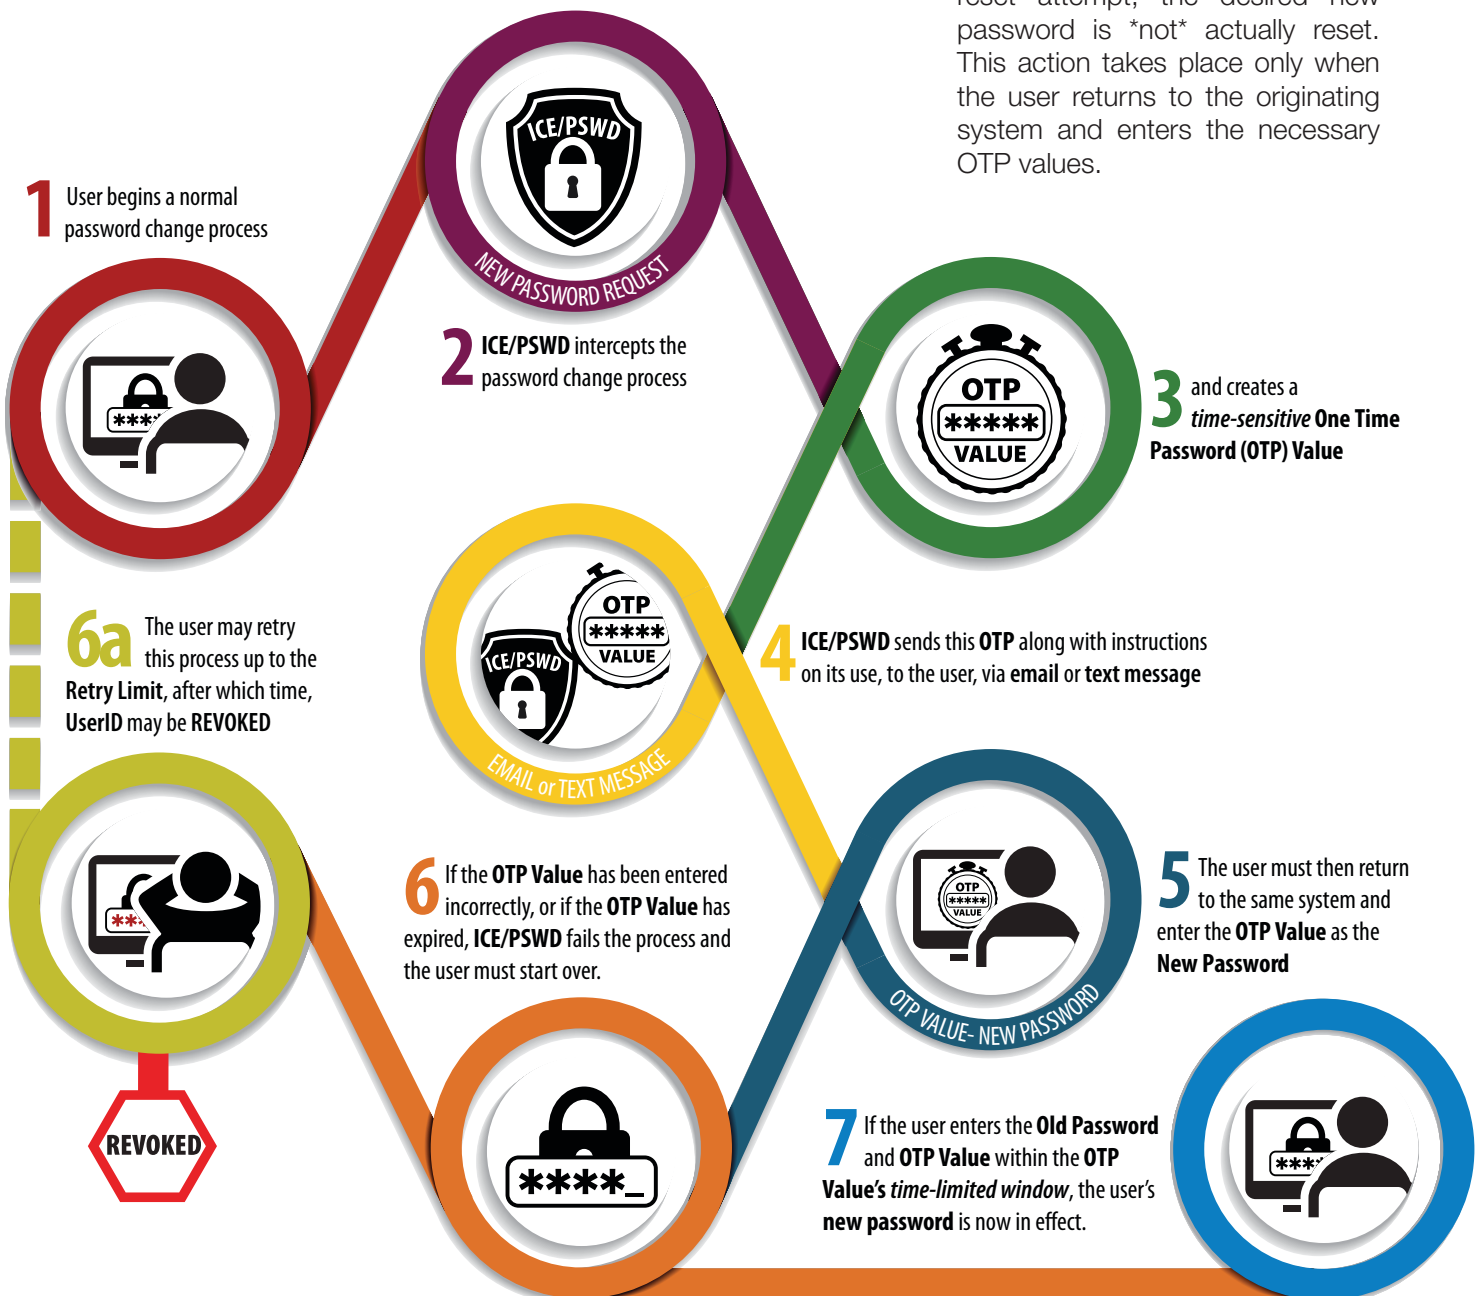 reset attempt, the desired new
password is *not* actually reset.
This action takes place only when
the user returns to the originating
system and enters the necessary
OTP values.
1 User begins a normal
password change process
ICE/PSWD
NEW PASSWORD REQUEST
2 ICE/PSWD intercepts the
password change process
****
OTP
*****
VALUE
3 and creates a
time-sensitive One Time
Password (OTP) Value
OTP
*****
VALUE
ICE/PSWD
EMAIL or TEXT MESSAGE
4 ICE/PSWD sends this OTP along with instructions
on its use, to the user, via email or text message
6a The user may retry
this process up to the
Retry Limit, after which time,
UserID may be REVOKED
**
REVOKED
6 If the OTP Value has been entered
incorrectly, or if the OTP Value has
expired, ICE/PSWD fails the process and
the user must start over.
OTP
*****
VALUE
OTP VALUE- NEW PASSWORD
5 The user must then return
to the same system and
enter the OTP Value as the
New Password
****_
7 If the user enters the Old Password
and OTP Value within the OTP
Value's time-limited window, the user's
new password is now in effect.
****